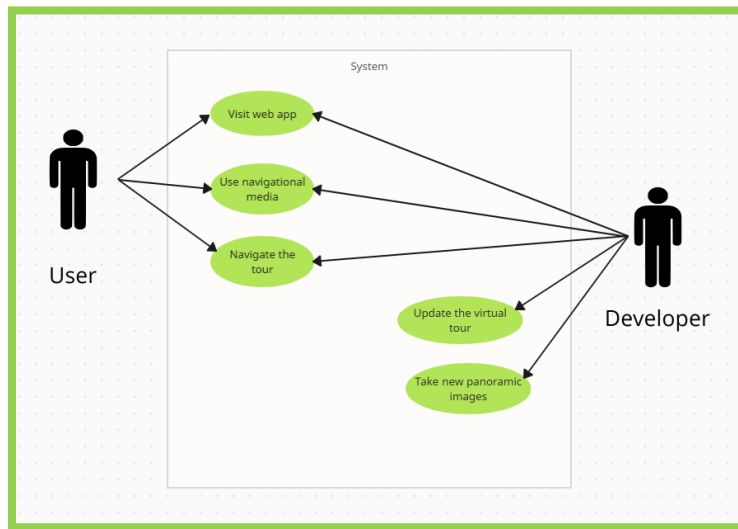 System
Visit web app
Use navigational
media
Navigate the
tour
User
Update the virtual
tour
Developer
Take new panoramic
images